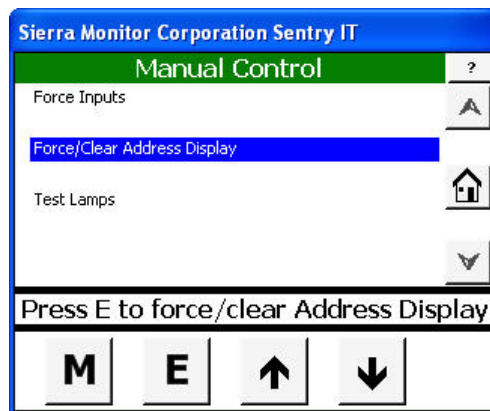 Sierra Monitor Corporation Sentry IT
Manual Control
?
Force Inputs
Force/Clear Address Display
Test Lamps
Press E to force/clear Address Display
M E